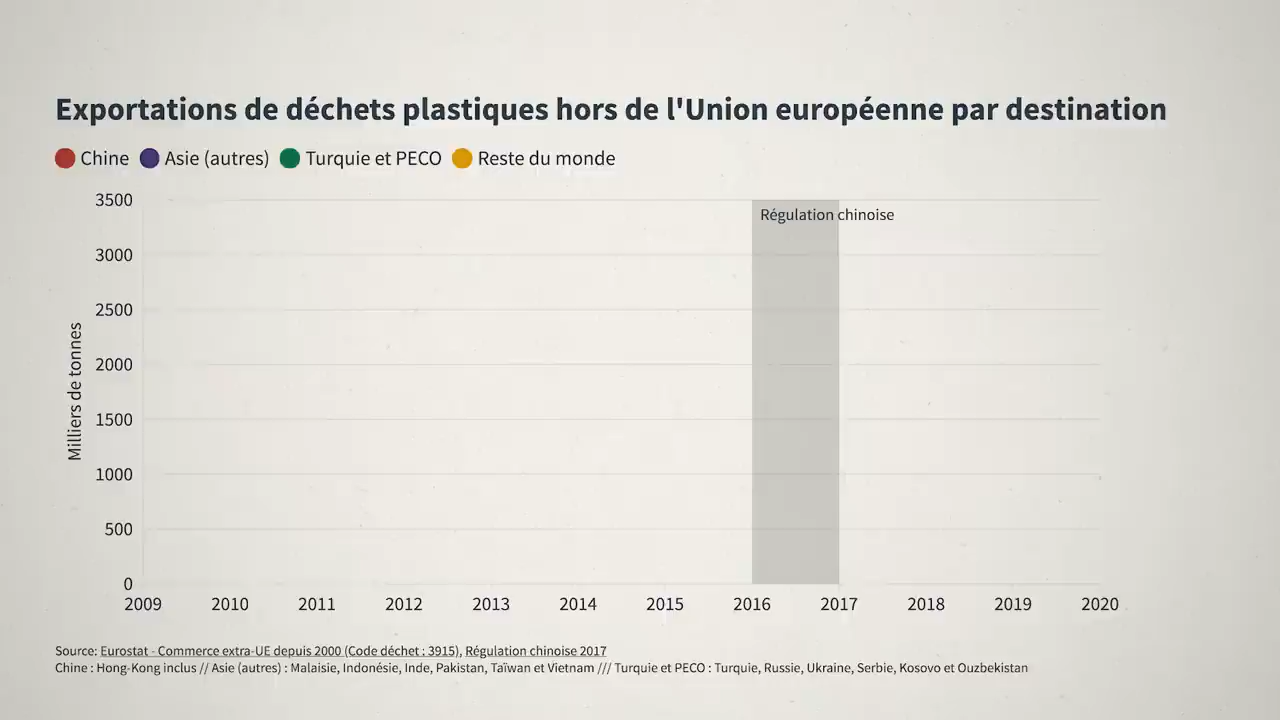 Exportations de déchets plastiques hors de l'Union européenne par destination
Chine Asie (autres) Turquie et PECO Reste du monde
3500
Régulation chinoise
3000
2500
2000
1500
1000
500
0
Milliers de tonnes
2009 2010 2011 2012 2013 2014 2015 2016 2017 2018 2019 2020
Source: Eurostat - Commerce extra-UE depuis 2000 (Code déchet : 3915), Régulation chinoise 2017
Chine : Hong-Kong inclus // Asie (autres) : Malaisie, Indonésie, Inde, Pakistan, Taïwan et Vietnam /// Turquie et PECO : Turquie, Russie, Ukraine, Serbie, Kosovo et Ouzbekistan